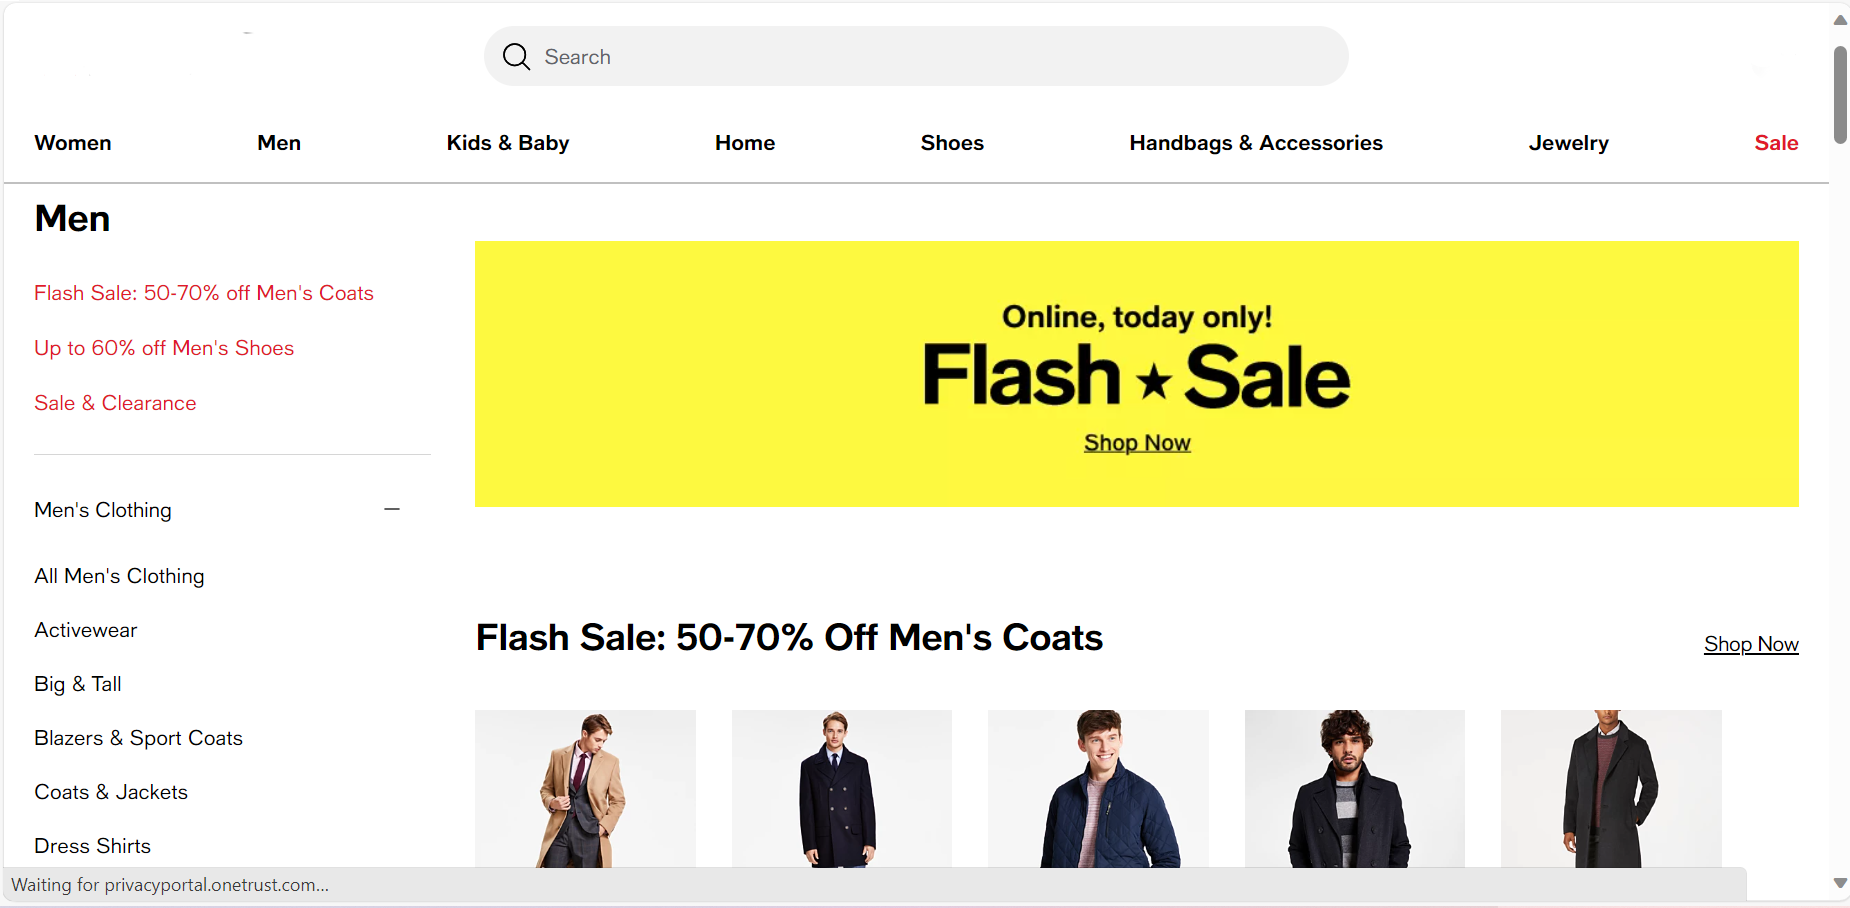 Search
Women Men Kids & Baby Home Shoes Handbags & Accessories Jewelry Sale
Men
Flash Sale: 50-70% off Men's Coats
Up to 60% off Men's Shoes
Sale & Clearance
Men's Clothing
All Men's Clothing
Activewear
Big & Tall
Blazers & Sport Coats
Coats & Jackets
Dress Shirts
Online, today only!
Flash ★ Sale
Shop Now
Flash Sale: 50-70% Off Men's Coats
Shop Now
Waiting for privacyportal.onetrust.com...